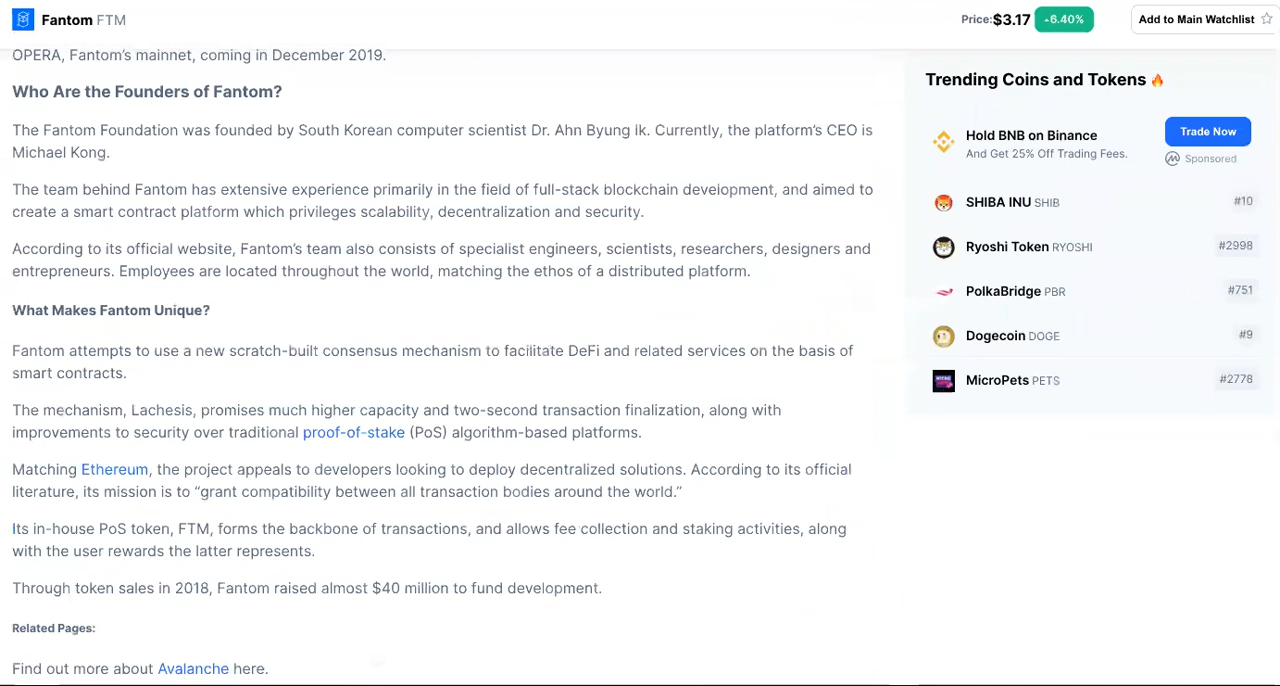 Fantom FTM
Price:$3.17 6.40%
Add to Main Watchlist
OPERA, Fantom's mainnet, coming in December 2019.
Who Are the Founders of Fantom?
The Fantom Foundation was founded by South Korean computer scientist Dr. Ahn Byung Ik. Currently, the platform's CEO is
Michael Kong.
The team behind Fantom has extensive experience primarily in the field of full-stack blockchain development, and aimed to
create a smart contract platform which privileges scalability, decentralization and security.
According to its official website, Fantom's team also consists of specialist engineers, scientists, researchers, designers and
entrepreneurs. Employees are located throughout the world, matching the ethos of a distributed platform.
What Makes Fantom Unique?
Fantom attempts to use a new scratch-built consensus mechanism to facilitate DeFi and related services on the basis of
smart contracts.
The mechanism, Lachesis, promises much higher capacity and two-second transaction finalization, along with
improvements to security over traditional proof-of-stake (PoS) algorithm-based platforms.
Matching Ethereum, the project appeals to developers looking to deploy decentralized solutions. According to its official
literature, its mission is to “grant compatibility between all transaction bodies around the world.”
Its in-house PoS token, FTM, forms the backbone of transactions, and allows fee collection and staking activities, along
with the user rewards the latter represents.
Through token sales in 2018, Fantom raised almost $40 million to fund development.
Related Pages:
Find out more about Avalanche here.
Trending Coins and Tokens 🔥
Hold BNB on Binance
And Get 25% Off Trading Fees.
Trade Now
Sponsored
SHIBA INU SHIB #10
Ryoshi Token RYOSHI #2998
PolkaBridge PBR #751
Dogecoin DOGE #9
MicroPets PETS #2778